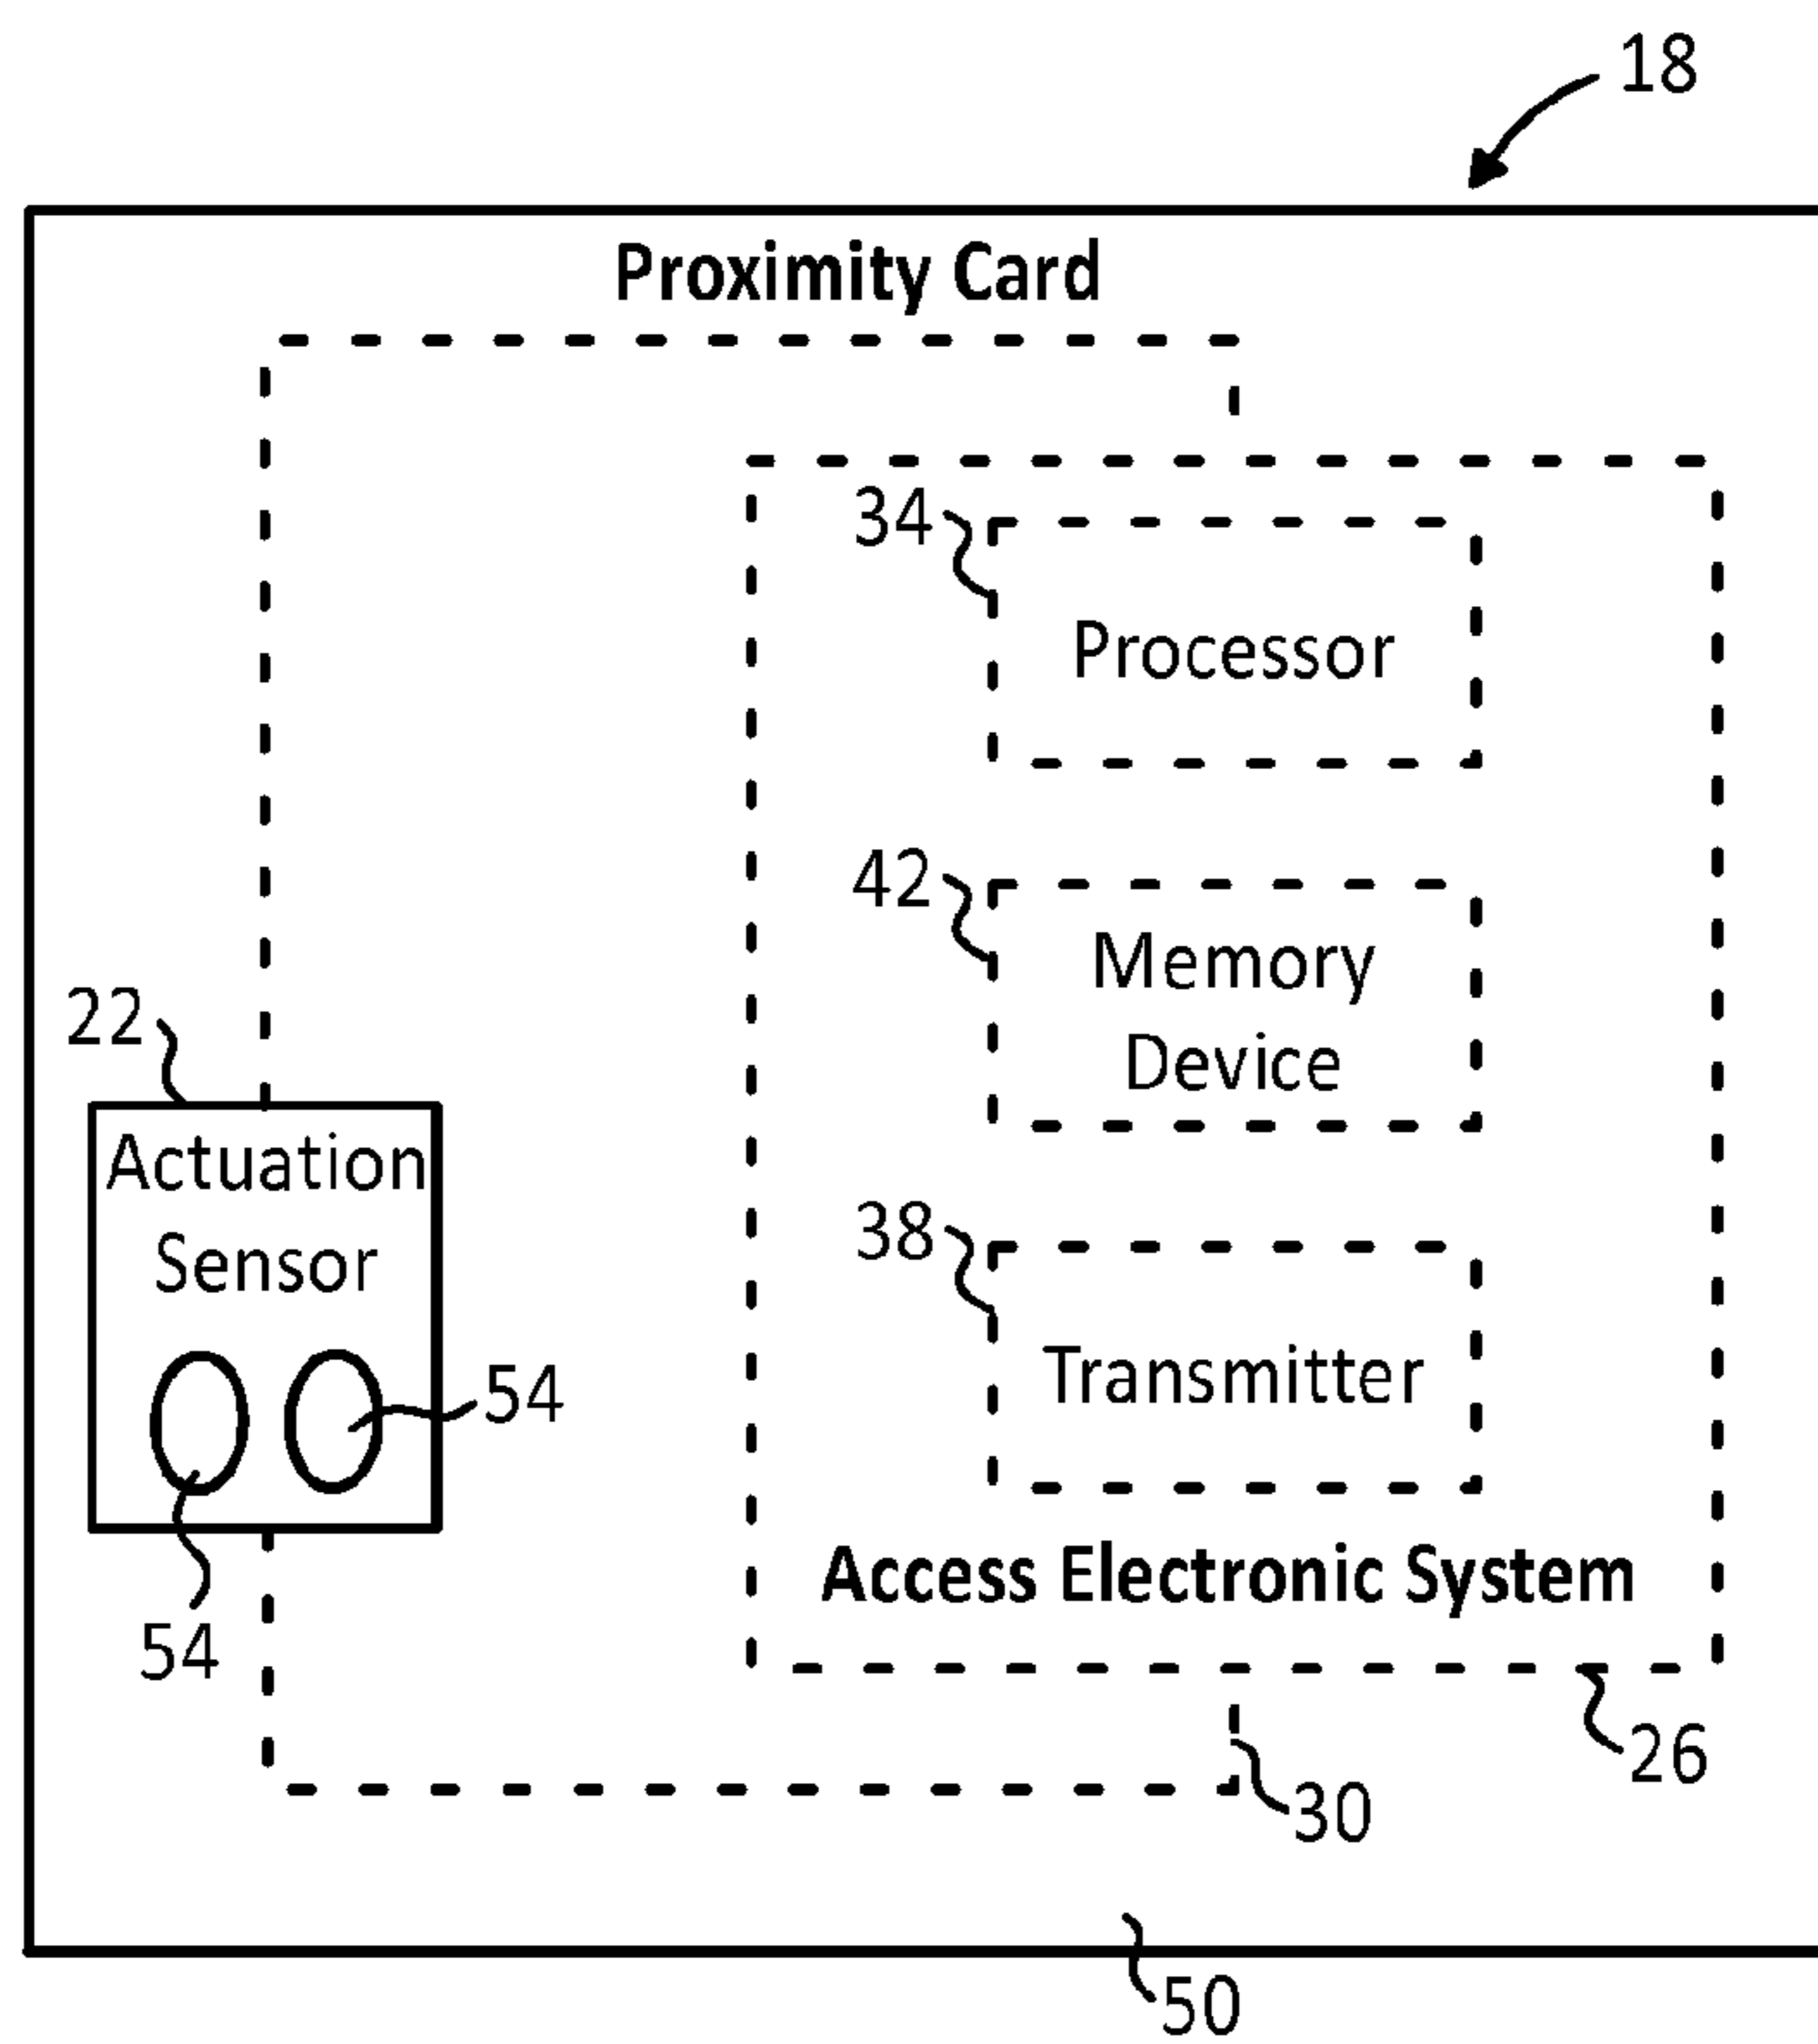 18
Proximity Card
34
Processor
42
Memory
Device
22
Actuation
Sensor
38
Transmitter
54
Access Electronic System
54
26
30
50